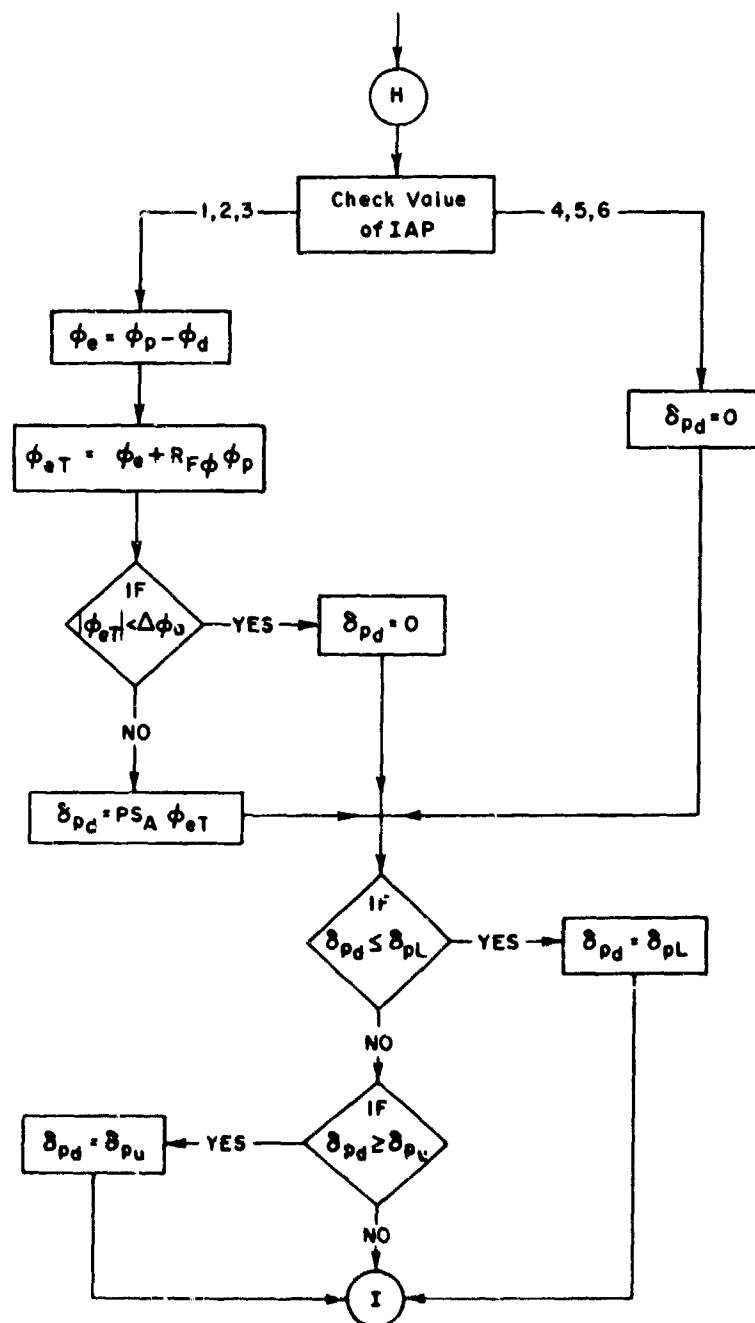 H
Check Value
of IAP
1,2,3
4,5,6
ϕe = ϕp − ϕd
δpd = 0
ϕeT = ϕe + RFϕ ϕp
IF
|ϕeT| < Δϕυ
YES
δpd = 0
NO
δpd = PSA ϕeT
IF
δpd ≤ δpL
YES
δpd = δpL
NO
IF
δpd ≥ δpu
YES
δpd = δpu
NO
I